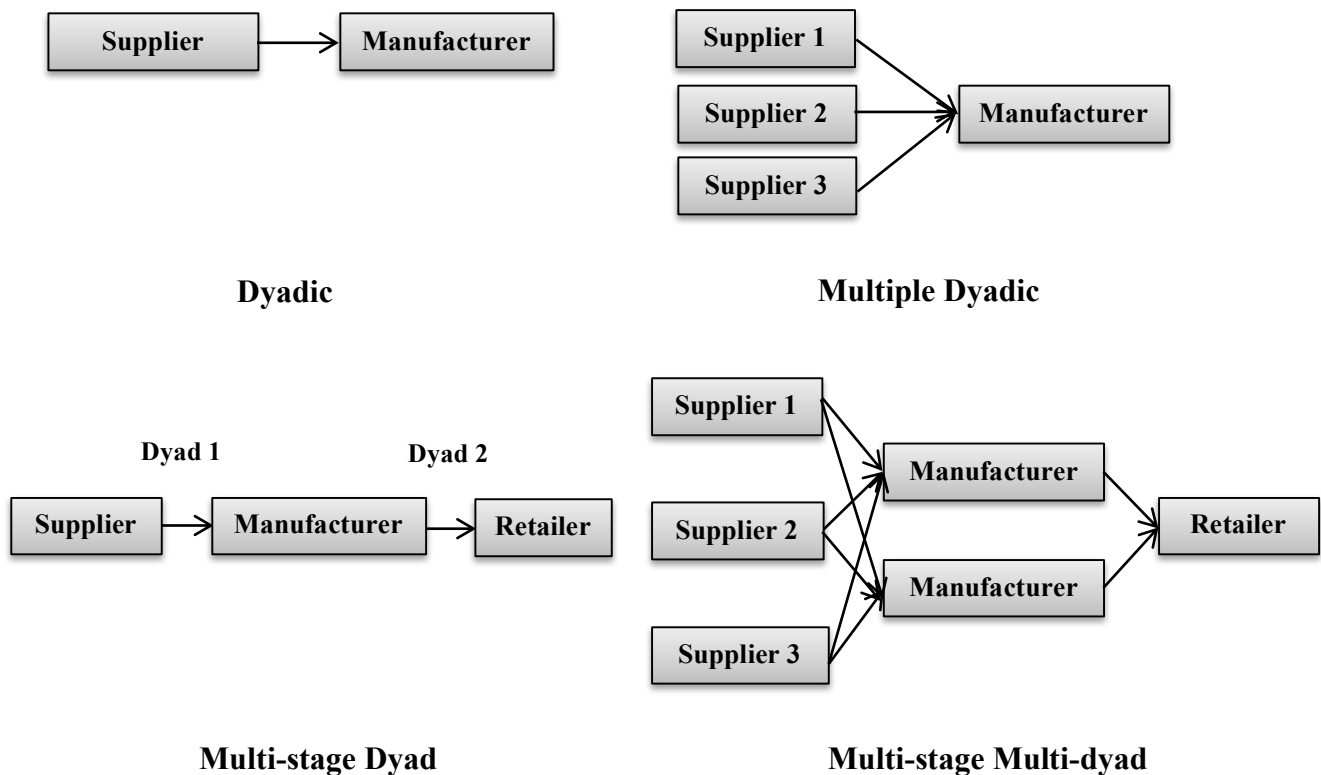 Supplier
Manufacturer
Dyadic
Supplier 1
Supplier 2
Supplier 3
Manufacturer
Multiple Dyadic
Dyad 1
Dyad 2
Supplier
Manufacturer
Retailer
Multi-stage Dyad
Supplier 1
Supplier 2
Supplier 3
Manufacturer
Manufacturer
Retailer
Multi-stage Multi-dyad